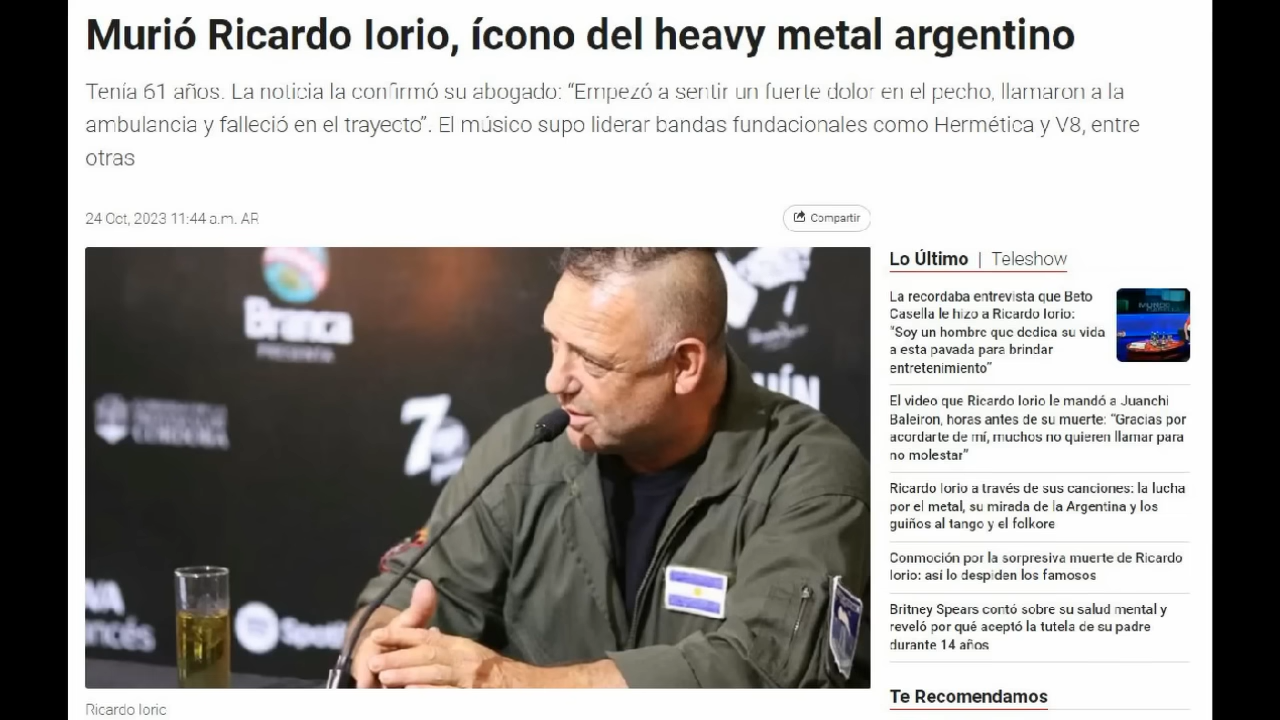 Murió Ricardo Iorio, ícono del heavy metal argentino
Tenía 61 años. La noticia la confirmó su abogado: “Empezó a sentir un fuerte dolor en el pecho, llamaron a la
ambulancia y falleció en el trayecto”. El músico supo liderar bandas fundacionales como Hermética y V8, entre
otras
24 Oct, 2023 11:44 a.m. AR
Compartir
Branca
PRESENTA
CÓRDOBA
7
Spoti
Ricardo Ioric
Lo Último | Teleshow
La recordaba entrevista que Beto
Casella le hizo a Ricardo Iorio:
“Soy un hombre que dedica su vida
a esta pavada para brindar
entretenimiento”
El video que Ricardo Iorio le mandó a Juanchi
Baleiron, horas antes de su muerte: “Gracias por
acordarte de mí, muchos no quieren llamar para
no molestar”
Ricardo Iorio a través de sus canciones: la lucha
por el metal, su mirada de la Argentina y los
guiños al tango y el folkore
Conmoción por la sorpresiva muerte de Ricardo
Iorio: así lo despiden los famosos
Britney Spears contó sobre su salud mental y
reveló por qué aceptó la tutela de su padre
durante 14 años
Te Recomendamos